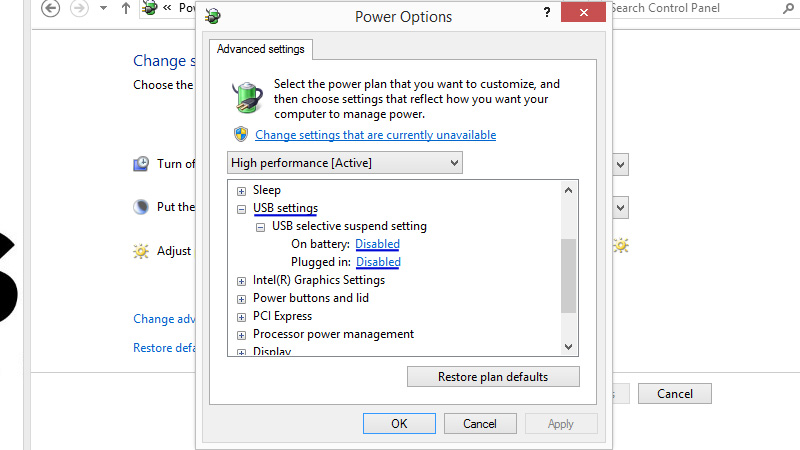 « Pow
Search Control Panel
Power Options
?
Advanced settings
Change s
Choose the
Select the power plan that you want to customize, and
then choose settings that reflect how you want your
computer to manage power.
Change settings that are currently unavailable
High performance [Active]
Turn of
Put the
Adjust
Sleep
USB settings
USB selective suspend setting
On battery: Disabled
Plugged in: Disabled
Intel(R) Graphics Settings
Power buttons and lid
PCI Express
Processor power management
Display
Change adv
Restore defa
Restore plan defaults
Cancel
OK
Cancel
Apply